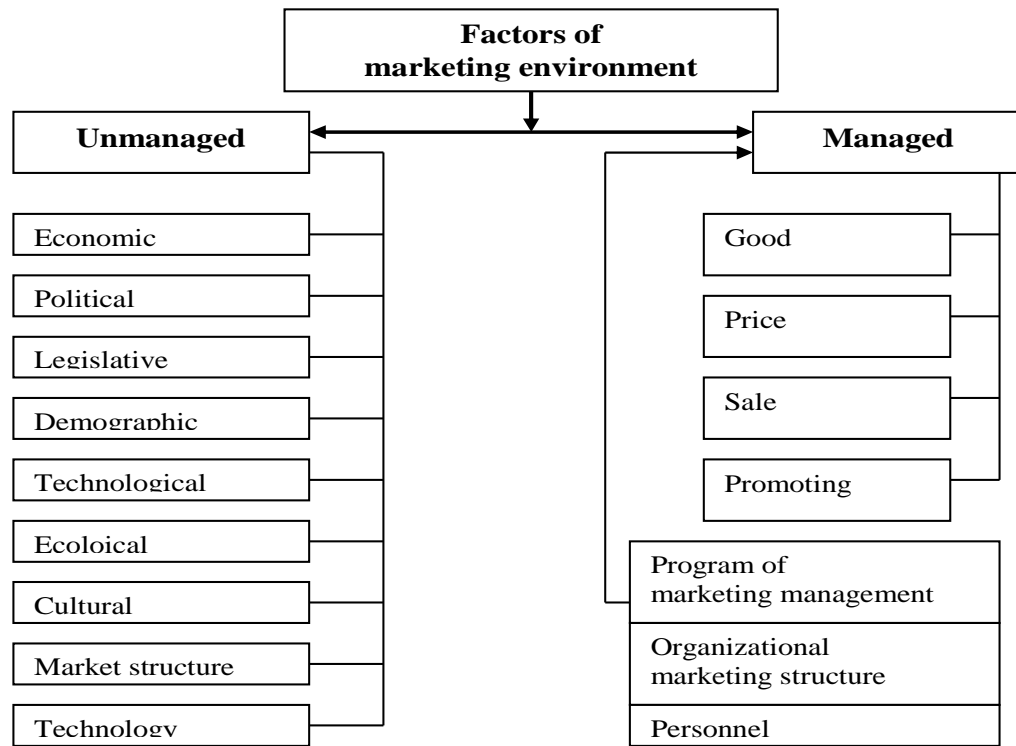 Factors of
marketing environment
Unmanaged
Managed
Economic
Political
Legislative
Demographic
Technological
Ecoloical
Cultural
Market structure
Technology
Good
Price
Sale
Promoting
Program of
marketing management
Organizational
marketing structure
Personnel